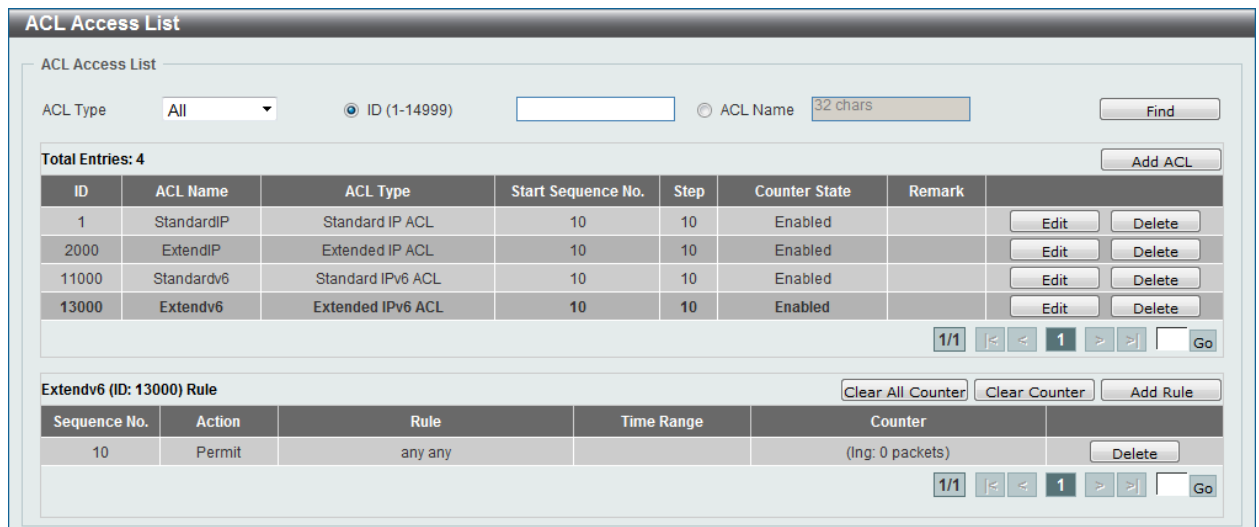 ACL Access List
ACL Access List
ACL Type All ID (1-14999) ACL Name 32 chars Find
Total Entries: 4 Add ACL
ID ACL Name ACL Type Start Sequence No. Step Counter State Remark
1 StandardIP Standard IP ACL 10 10 Enabled Edit Delete
2000 ExtendIP Extended IP ACL 10 10 Enabled Edit Delete
11000 Standardv6 Standard IPv6 ACL 10 10 Enabled Edit Delete
13000 Extendv6 Extended IPv6 ACL 10 10 Enabled Edit Delete
1/1 |< < 1 > >| Go
Extendv6 (ID: 13000) Rule Clear All Counter Clear Counter Add Rule
Sequence No. Action Rule Time Range Counter
10 Permit any any (Ing: 0 packets) Delete
1/1 |< < 1 > >| Go